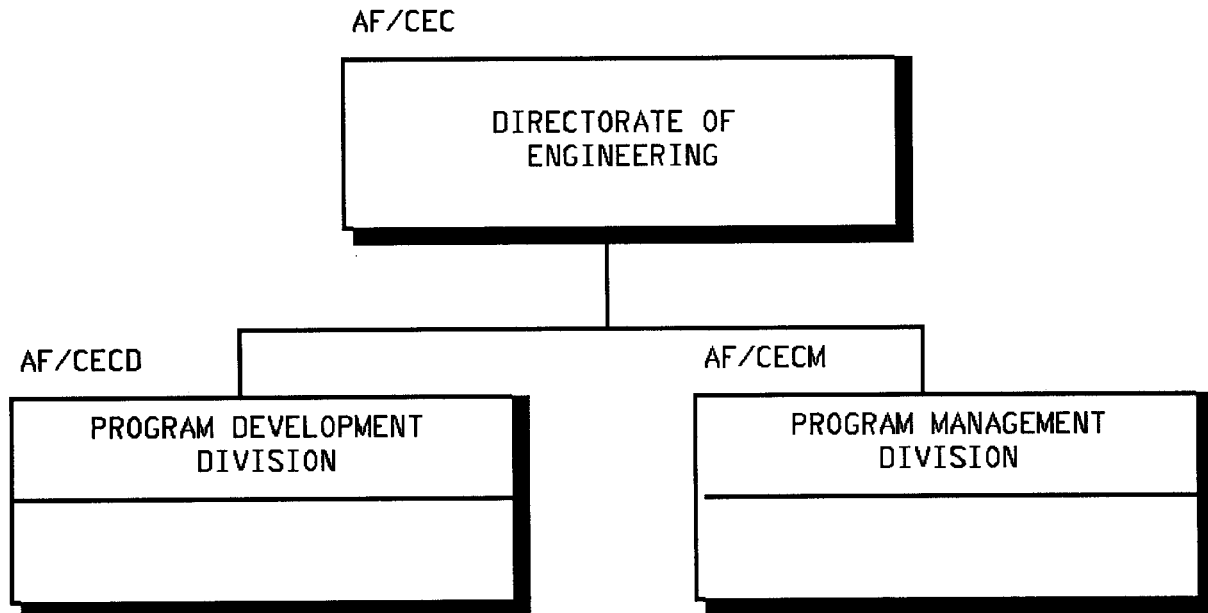 AF/CEC
DIRECTORATE OF
ENGINEERING
AF/CECD
PROGRAM DEVELOPMENT
DIVISION
AF/CECM
PROGRAM MANAGEMENT
DIVISION